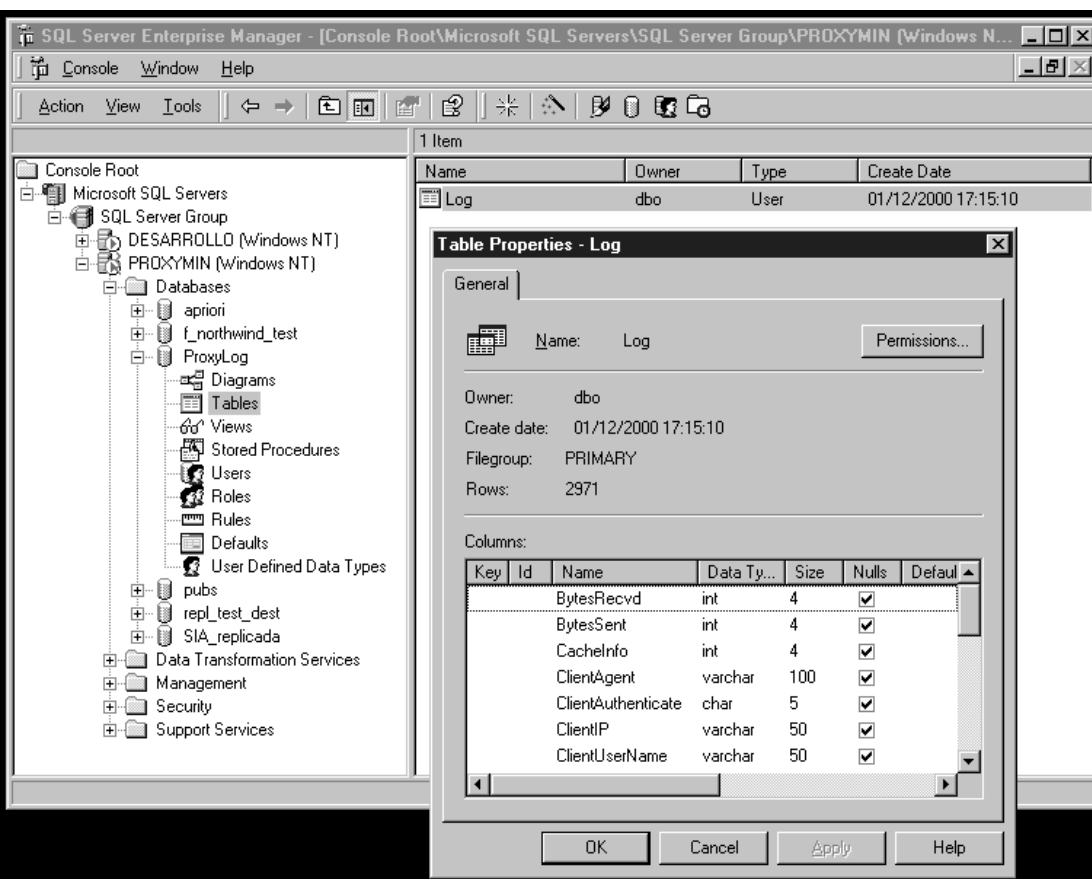 SQL Server Enterprise Manager - [Console Root\Microsoft SQL Servers\SQL Server Group\PROXYMIN (Windows N...
Console Window Help
Action View Tools
1 Item
Console Root
Microsoft SQL Servers
SQL Server Group
DESARROLLO (Windows NT)
PROXYMIN (Windows NT)
Databases
apriori
f_northwind_test
ProxyLog
Diagrams
Tables
Views
Stored Procedures
Users
Roles
Rules
Defaults
User Defined Data Types
pubs
repl_test_dest
SIA_replicada
Data Transformation Services
Management
Security
Support Services
Name Owner Type Create Date
Log dbo User 01/12/2000 17:15:10
Table Properties - Log
General
Name: Log Permissions...
Owner: dbo
Create date: 01/12/2000 17:15:10
Filegroup: PRIMARY
Rows: 2971
Columns:
Key Id Name Data Ty... Size Nulls Defaul
BytesRecvd int 4
BytesSent int 4
CacheInfo int 4
ClientAgent varchar 100
ClientAuthenticate char 5
ClientIP varchar 50
ClientUserName varchar 50
OK Cancel Apply Help